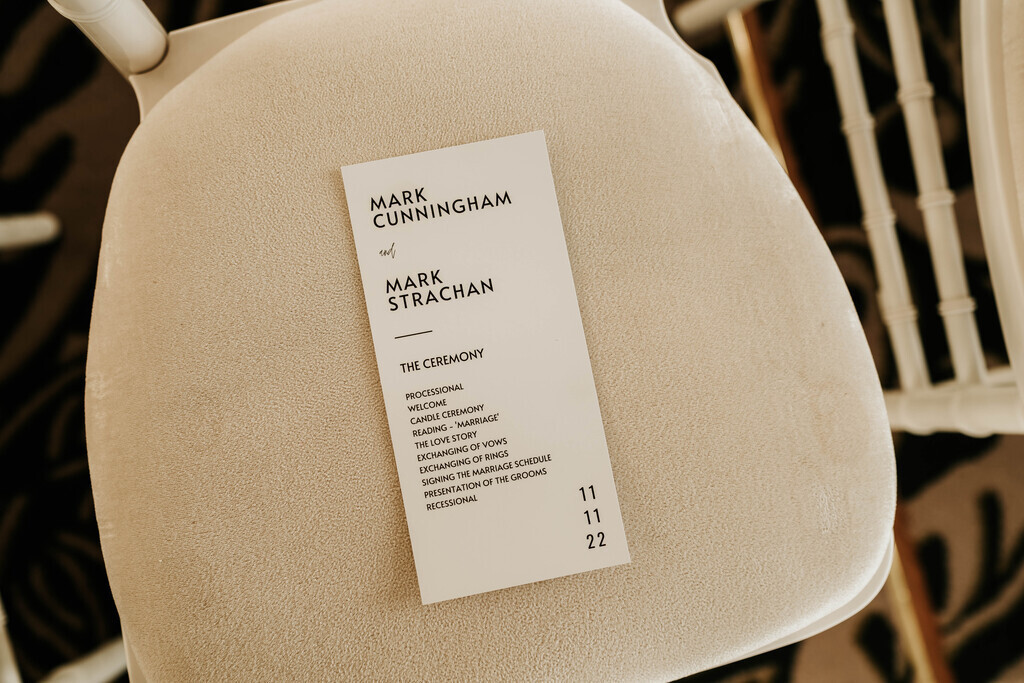 MARK
CUNNINGHAM
and
MARK
STRACHAN
THE CEREMONY
PROCESSIONAL
WELCOME
CANDLE CEREMONY
READING - 'MARRIAGE'
THE LOVE STORY
EXCHANGING OF VOWS
EXCHANGING OF RINGS
SIGNING THE MARRIAGE SCHEDULE
PRESENTATION OF THE GROOMS
RECESSIONAL
11
11
22